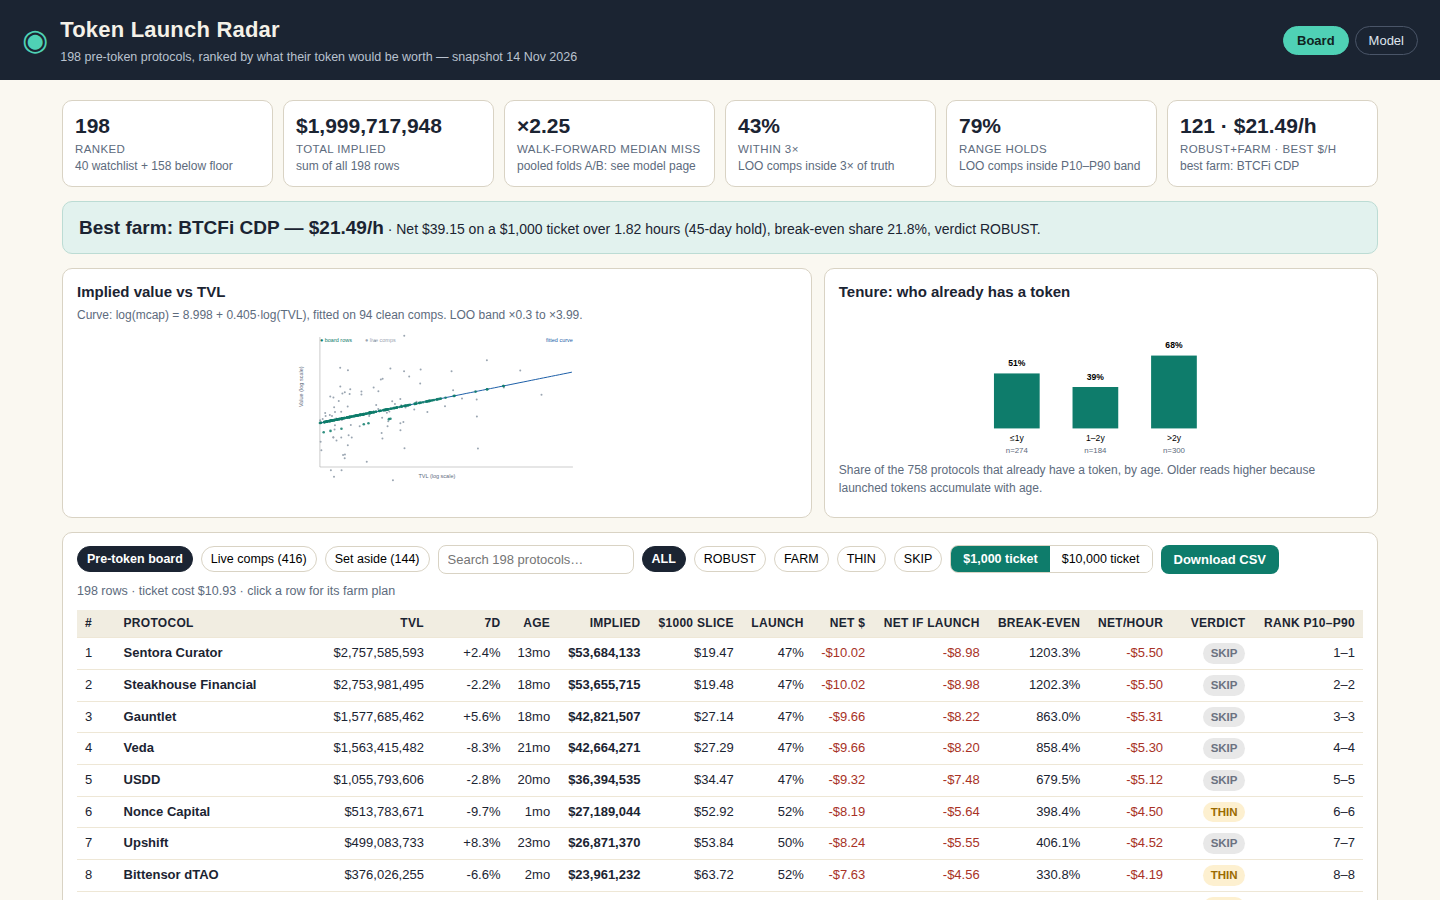 Token Launch Radar
198 pre-token protocols, ranked by what their token would be worth — snapshot 14 Nov 2026
Board
Model
198
RANKED
40 watchlist + 158 below floor
$1,999,717,948
TOTAL IMPLIED
sum of all 198 rows
×2.25
WALK-FORWARD MEDIAN MISS
pooled folds A/B: see model page
43%
WITHIN 3×
LOO comps inside 3× of truth
79%
RANGE HOLDS
LOO comps inside P10–P90 band
121 · $21.49/h
ROBUST+FARM · BEST $/H
best farm: BTCFi CDP
Best farm: BTCFi CDP — $21.49/h · Net $39.15 on a $1,000 ticket over 1.82 hours (45-day hold), break-even share 21.8%, verdict ROBUST.
Implied value vs TVL
Curve: log(mcap) = 8.998 + 0.405·log(TVL), fitted on 94 clean comps. LOO band ×0.3 to ×3.99.
board rows
live comps
fitted curve
Value (log scale)
TVL (log scale)
Tenure: who already has a token
51%
39%
68%
≤1y
1–2y
>2y
n=274
n=184
n=300
Share of the 758 protocols that already have a token, by age. Older reads higher because
launched tokens accumulate with age.
Pre-token board
Live comps (416)
Set aside (144)
Search 198 protocols…
ALL
ROBUST
FARM
THIN
SKIP
$1,000 ticket
$10,000 ticket
Download CSV
198 rows · ticket cost $10.93 · click a row for its farm plan
# PROTOCOL TVL 7D AGE IMPLIED $1000 SLICE LAUNCH NET $ NET IF LAUNCH BREAK-EVEN NET/HOUR VERDICT RANK P10–P90
1 Sentora Curator $2,757,585,593 +2.4% 13mo $53,684,133 $19.47 47% -$10.02 -$8.98 1203.3% -$5.50 SKIP 1–1
2 Steakhouse Financial $2,753,981,495 -2.2% 18mo $53,655,715 $19.48 47% -$10.02 -$8.98 1202.3% -$5.50 SKIP 2–2
3 Gauntlet $1,577,685,462 +5.6% 18mo $42,821,507 $27.14 47% -$9.66 -$8.22 863.0% -$5.31 SKIP 3–3
4 Veda $1,563,415,482 -8.3% 21mo $42,664,271 $27.29 47% -$9.66 -$8.20 858.4% -$5.30 SKIP 4–4
5 USDD $1,055,793,606 -2.8% 20mo $36,394,535 $34.47 47% -$9.32 -$7.48 679.5% -$5.12 SKIP 5–5
6 Nonce Capital $513,783,671 -9.7% 1mo $27,189,044 $52.92 52% -$8.19 -$5.64 398.4% -$4.50 THIN 6–6
7 Upshift $499,083,733 +8.3% 23mo $26,871,370 $53.84 50% -$8.24 -$5.55 406.1% -$4.52 SKIP 7–7
8 Bittensor dTAO $376,026,255 -6.6% 2mo $23,961,232 $63.72 52% -$7.63 -$4.56 330.8% -$4.19 THIN 8–8